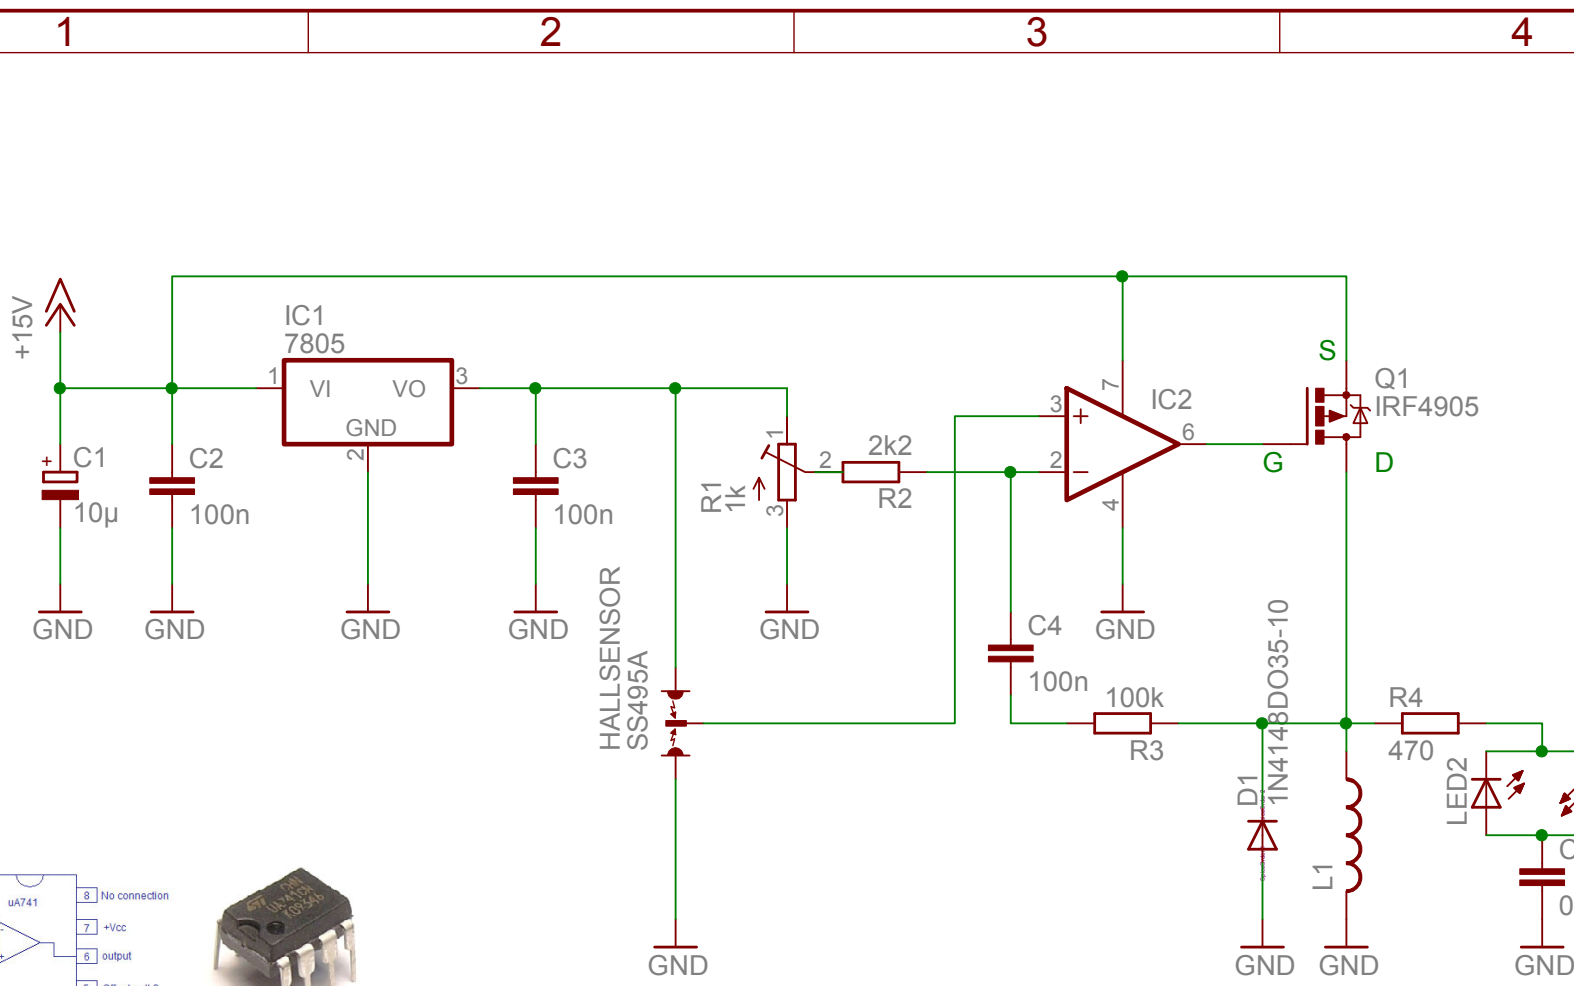 1
2
3
4
+15V
IC1
7805
1
VI
VO
3
GND
2
+
C1
10µ
C2
100n
C3
100n
GND
GND
GND
GND
HALLSENSOR
SS495A
GND
R1
1k
1
2
3
GND
2k2
R2
3
+
2
−
7
4
6
IC2
GND
C4
100n
100k
R3
S
G
D
Q1
IRF4905
D1
1N4148DO35-10
GND
L1
GND
R4
470
LED2
C
0
GND
uA741
8 No connection
7 +Vcc
6 output
UA741CN